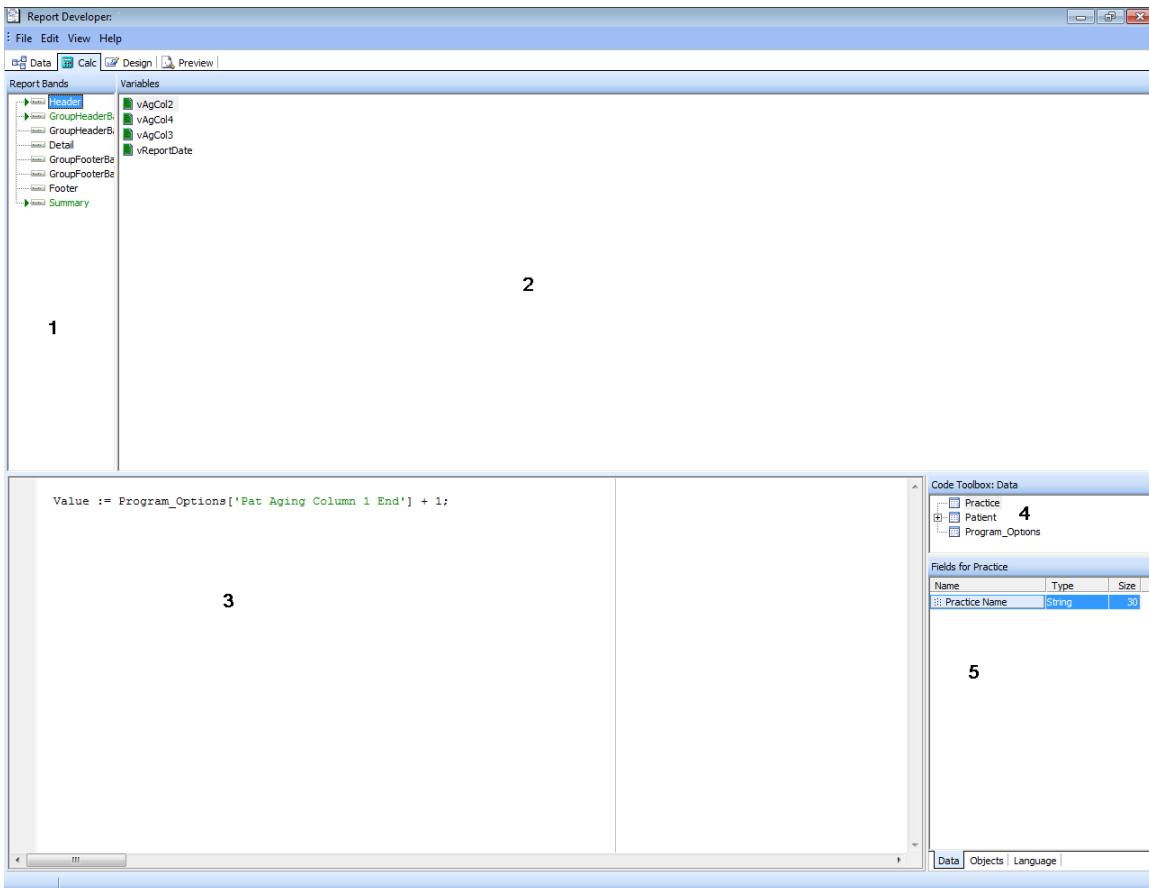 Report Developer:
File Edit View Help
Data Calc Design Preview
Report Bands
Header
GroupHeaderB
GroupHeaderB
Detail
GroupFooterBa
GroupFooterBa
Footer
Summary
1
Variables
vAgCol2
vAgCol4
vAgCol3
vReportDate
2
Value := Program_Options['Pat Aging Column 1 End'] + 1;
3
Code Toolbox: Data
Practice
Patient
Program_Options
4
Fields for Practice
Name Type Size
Practice Name String 30
5
Data Objects Language